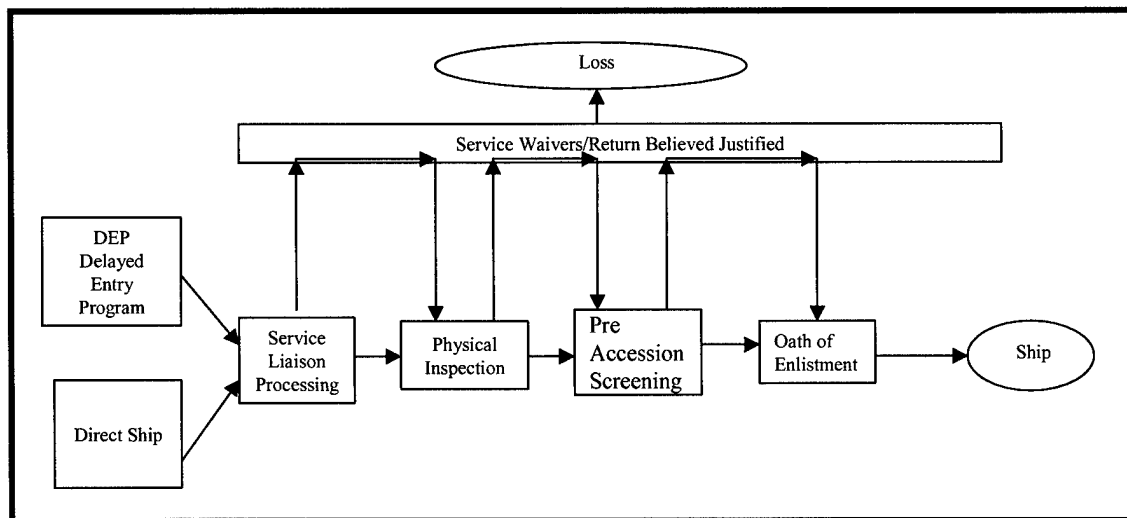 Loss
Service Waivers/Return Believed Justified
DEP
Delayed
Entry
Program
Service
Liaison
Processing
Physical
Inspection
Pre
Accession
Screening
Oath of
Enlistment
Ship
Direct Ship